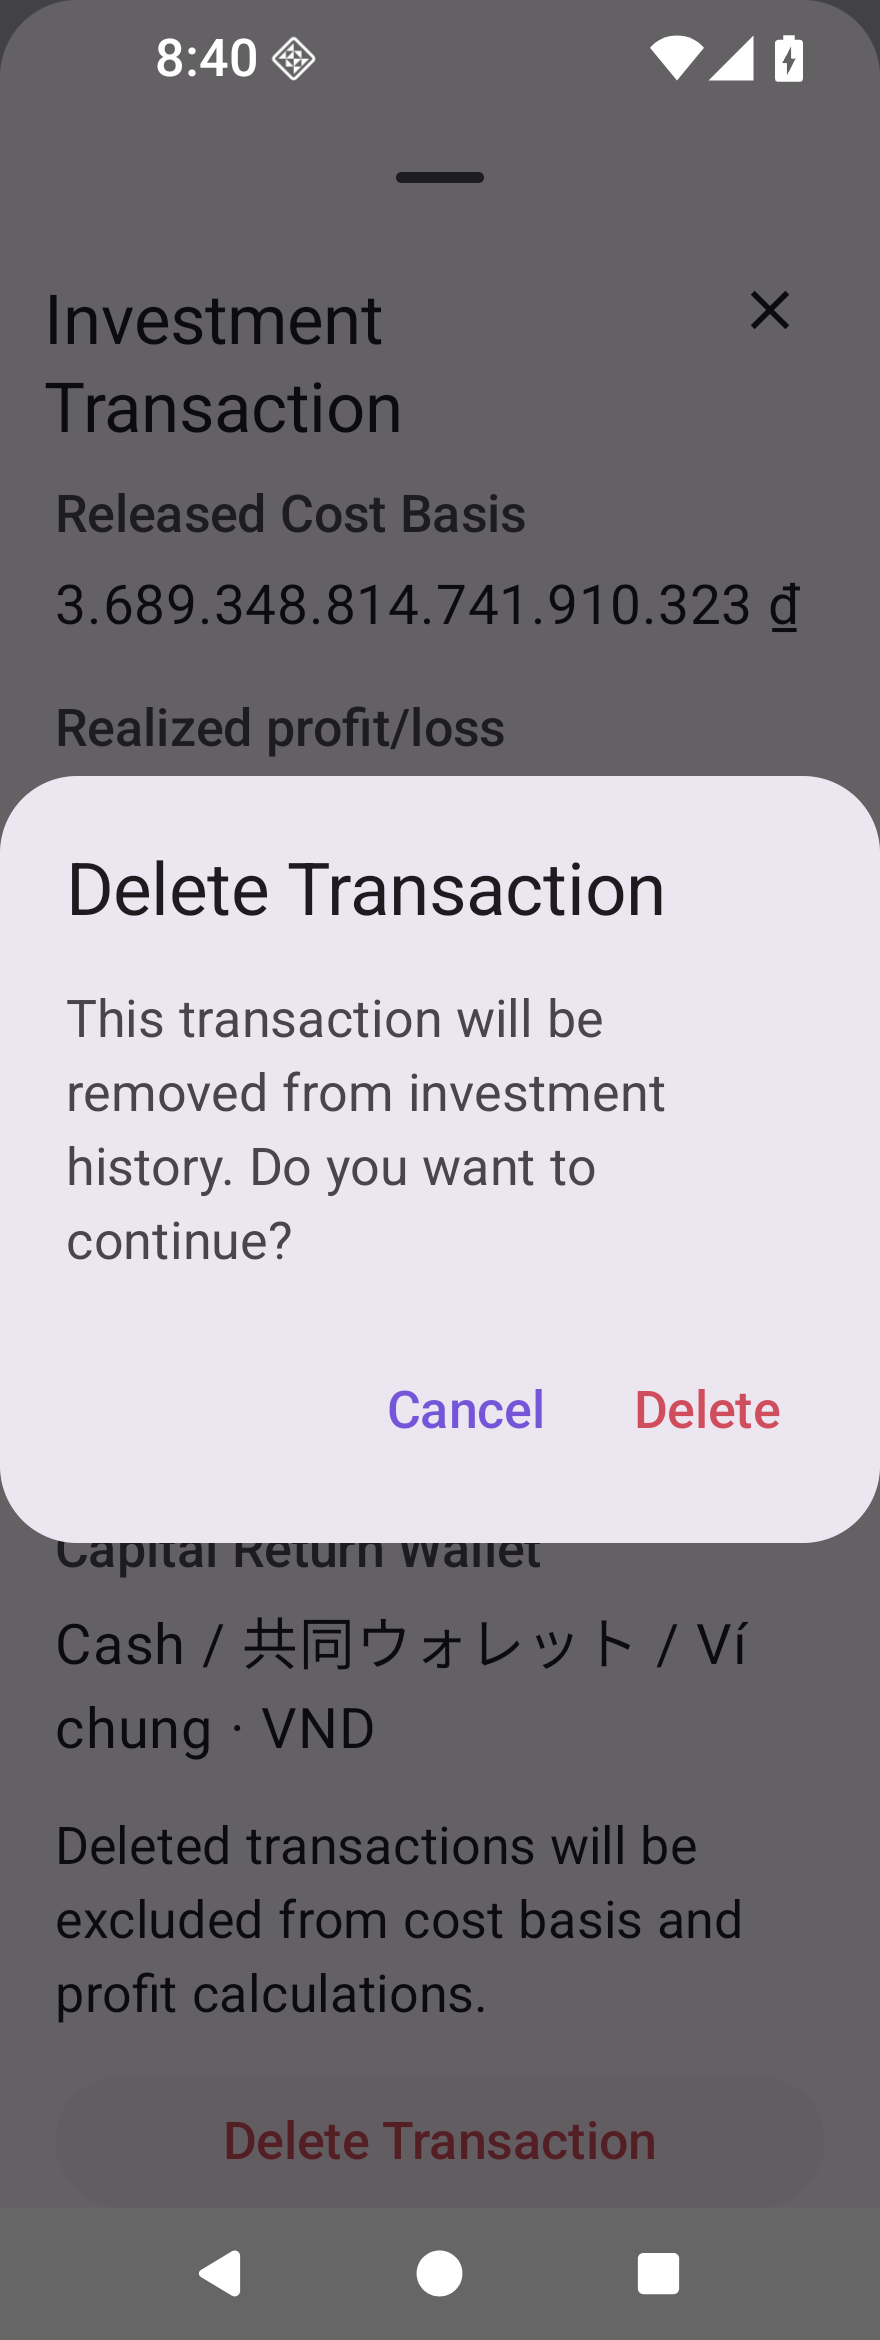 8:40
Investment
Transaction
Released Cost Basis
3.689.348.814.741.910.323 ₫
Realized profit/loss
Delete Transaction
This transaction will be
removed from investment
history. Do you want to
continue?
Cancel
Delete
Capital Return Wallet
Cash / 共同ウォレット / Ví
chung · VND
Deleted transactions will be
excluded from cost basis and
profit calculations.
Delete Transaction